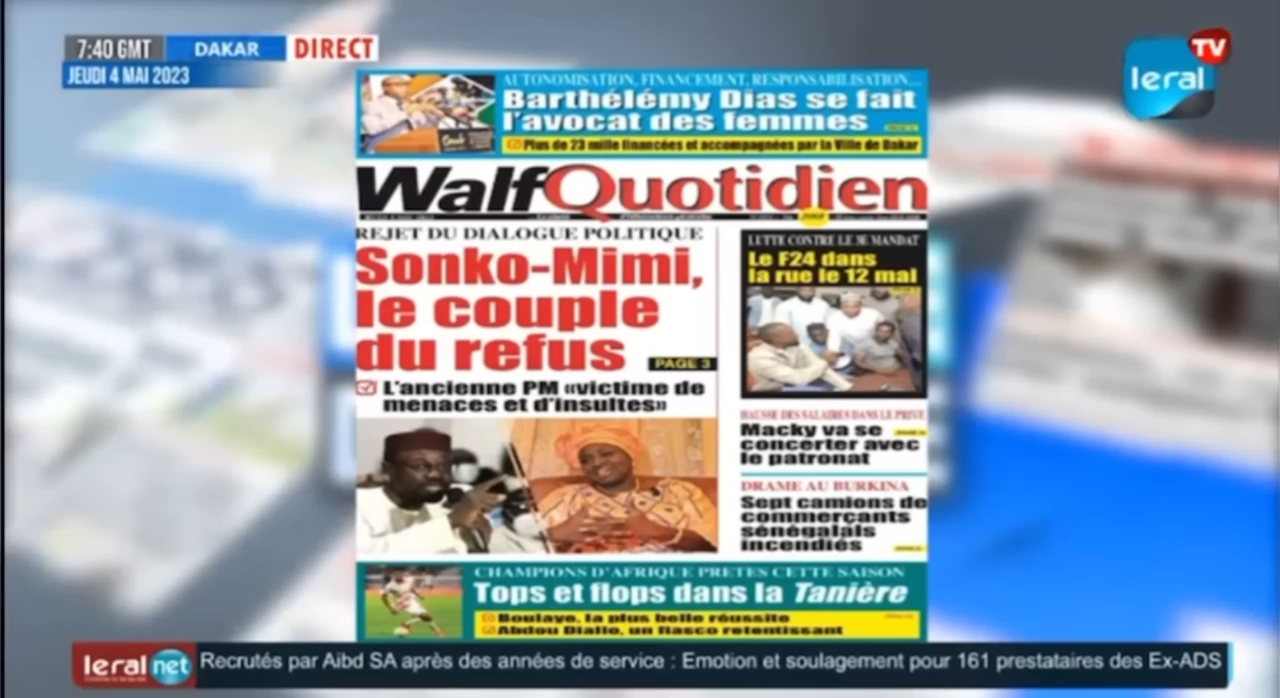 7:40 GMT DAKAR DIRECT
JEUDI 4 MAI 2023
leral TV
AUTONOMISATION, FINANCEMENT, RESPONSABILISATION...
Barthélémy Dias se fait
l'avocat des femmes
Plus de 23 mille financées et accompagnées par la Ville de Dakar
WalfQuotidien
REJET DU DIALOGUE POLITIQUE
Sonko-Mimi,
le couple
du refus
PAGE 3
L'ancienne PM «victime de
menaces et d'insultes»
LUTTE CONTRE LE 3E MANDAT
Le F24 dans
la rue le 12 mai
HAUSSE DES SALAIRES DANS LE PRIVE
Macky va se
concerter avec
le patronat
DRAME AU BURKINA
Sept camions de
commerçants
sénégalais
incendiés
CHAMPIONS D'AFRIQUE PRETES CETTE SAISON
Tops et flops dans la Tanière
Boulaye, la plus belle réussite
Abdou Diallo, un fiasco retentissant
leral net
Recrutés par Aibd SA après des années de service : Emotion et soulagement pour 161 prestataires des Ex-ADS